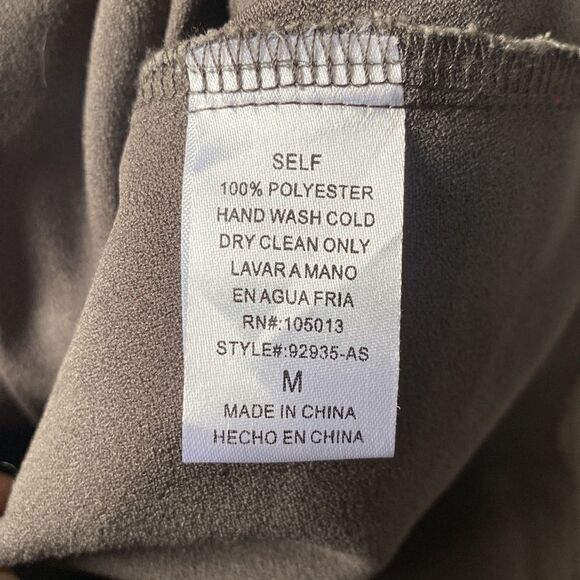 SELF
100% POLYESTER
HAND WASH COLD
DRY CLEAN ONLY
LAVAR A MANO
EN AGUA FRIA
RN#:105013
STYLE#:92935-AS
M
MADE IN CHINA
HECHO EN CHINA